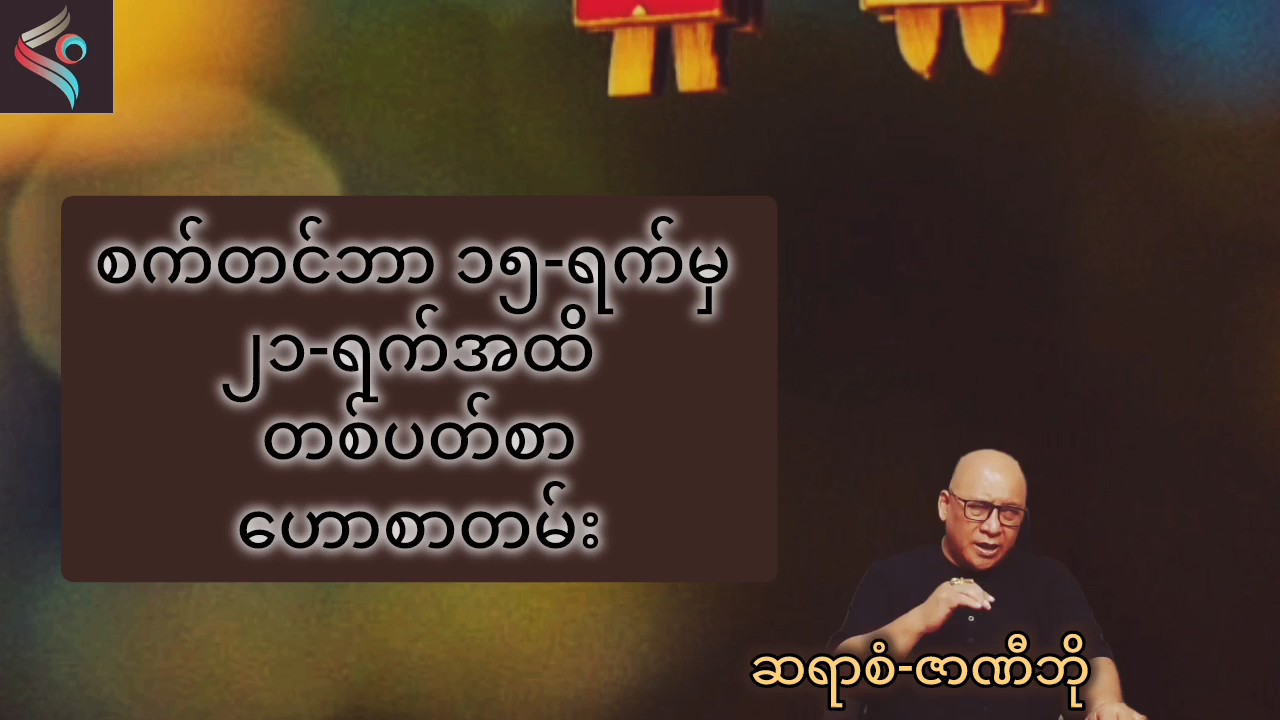 စက်တင်ဘာ ၁၅-ရက်မှ
၂၁-ရက်အထိ
တစ်ပတ်စာ
ဟောစာတမ်း
ဆရာစံ-ဇာဏီဘို